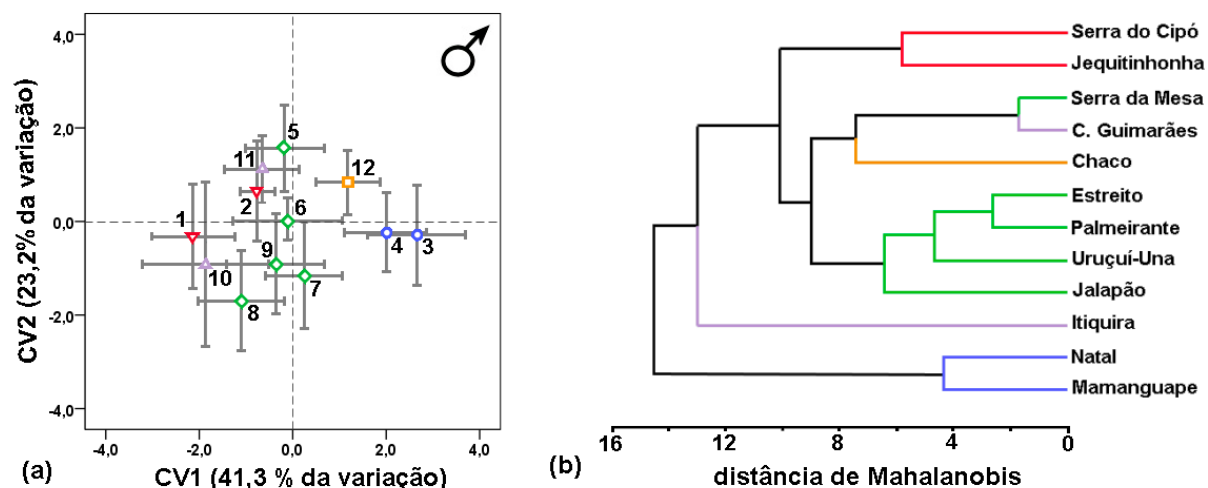 ♂
4,0
2,0
0,0
-2,0
-4,0
-4,0
-2,0
0,0
2,0
4,0
CV2 (23,2% da variação)
CV1 (41,3 % da variação)
5
11
12
2
6
1
4
3
9
10
7
8
(a)
Serra do Cipó
Jequitinhonha
Serra da Mesa
C. Guimarães
Chaco
Estreito
Palmeirante
Uruçuí-Una
Jalapão
Itiquira
Natal
Mamanguape
16
12
8
4
0
(b)
distância de Mahalanobis